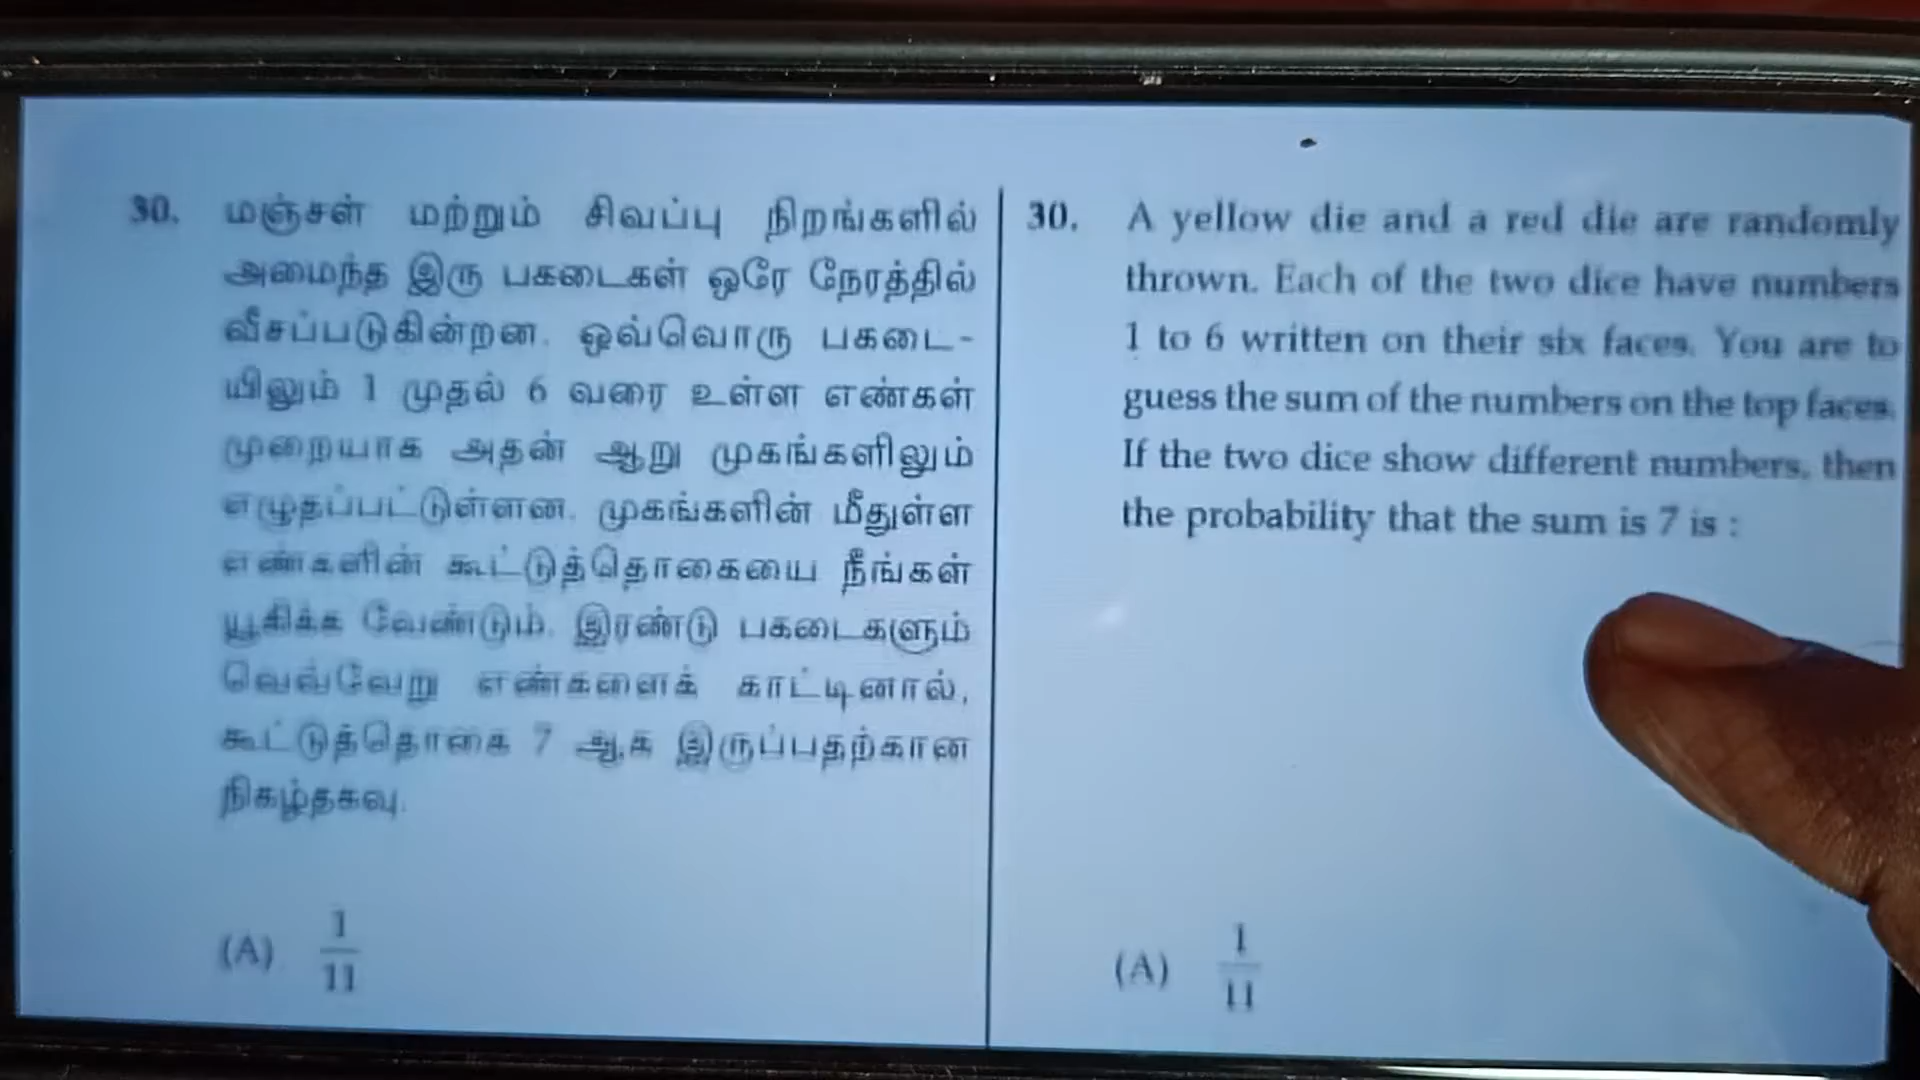 30. மஞ்சள் மற்றும் சிவப்பு நிறங்களில்
அமைந்த இரு பகடைகள் ஒரே நேரத்தில்
வீசப்படுகின்றன. ஒவ்வொரு பகடை-
யிலும் 1 முதல் 6 வரை உள்ள எண்கள்
முறையாக அதன் ஆறு முகங்களிலும்
எழுதப்பட்டுள்ளன. முகங்களின் மீதுள்ள
எண்களின் கூட்டுத்தொகையை நீங்கள்
யூகிக்க வேண்டும். இரண்டு பகடைகளும்
வெவ்வேறு எண்களைக் காட்டினால்,
கூட்டுத்தொகை 7 ஆக இருப்பதற்கான
நிகழ்தகவு.
(A) 1/11
30. A yellow die and a red die are randomly
thrown. Each of the two dice have numbers
1 to 6 written on their six faces. You are to
guess the sum of the numbers on the top faces.
If the two dice show different numbers, then
the probability that the sum is 7 is :
(A) 1/11